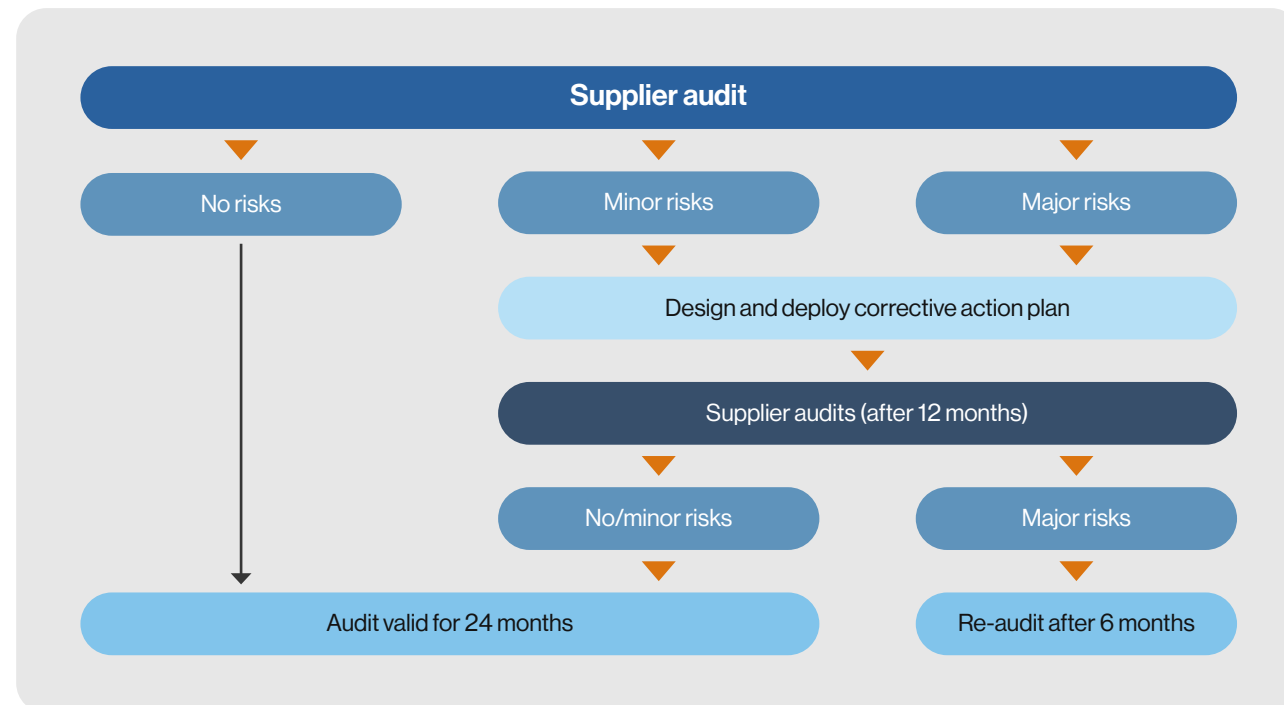 Supplier audit
No risks
Minor risks
Major risks
Design and deploy corrective action plan
Supplier audits (after 12 months)
No/minor risks
Major risks
Audit valid for 24 months
Re-audit after 6 months